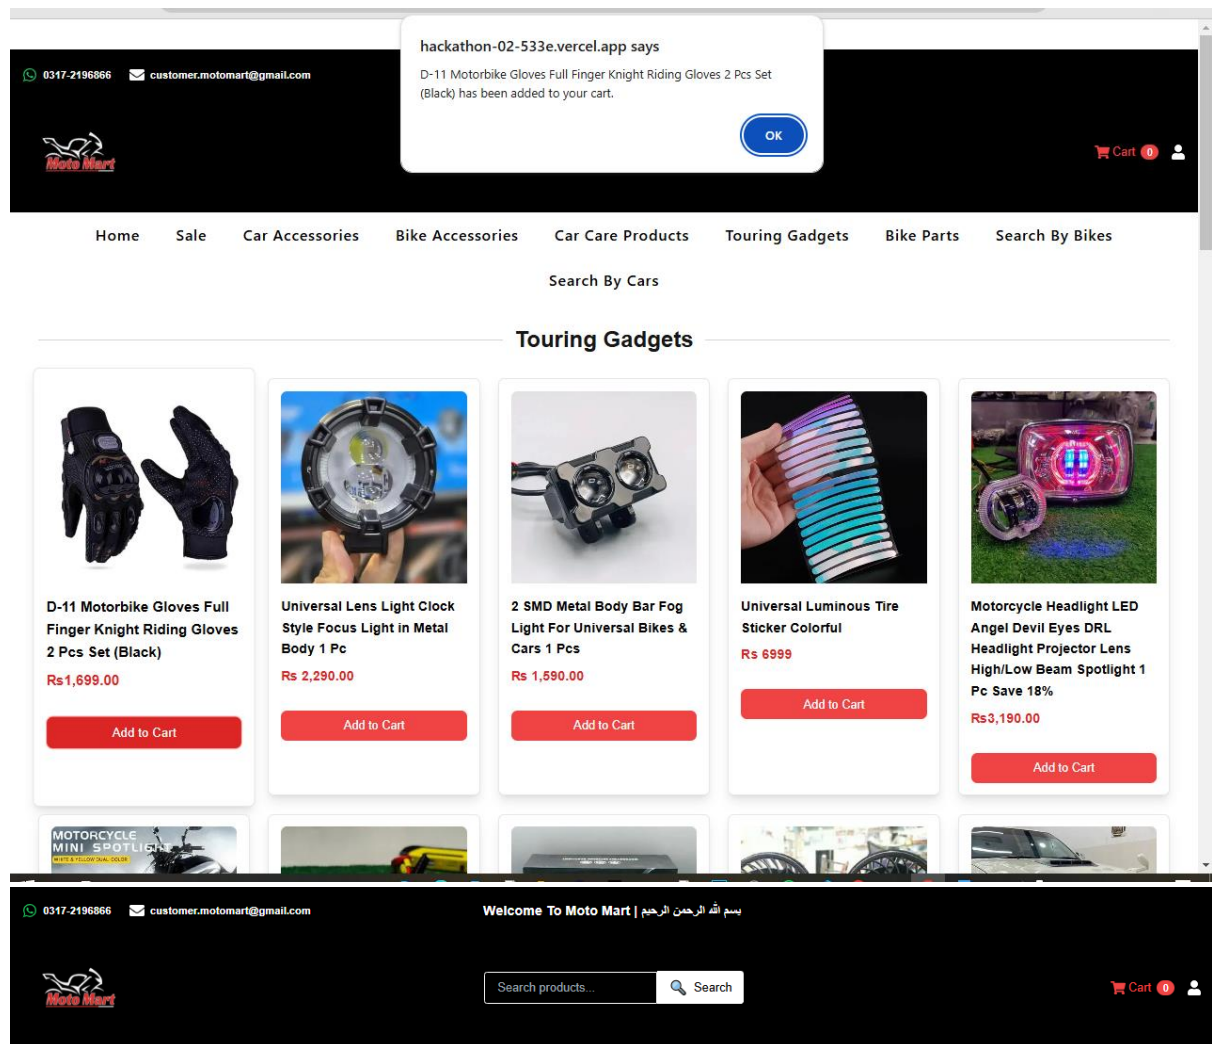 hackathon-02-533e.vercel.app says
D-11 Motorbike Gloves Full Finger Knight Riding Gloves 2 Pcs Set
(Black) has been added to your cart.
OK
0317-2196866 customer.motomart@gmail.com
Moto Mart
Cart 0
Home Sale Car Accessories Bike Accessories Car Care Products Touring Gadgets Bike Parts Search By Bikes
Search By Cars
Touring Gadgets
D-11 Motorbike Gloves Full
Finger Knight Riding Gloves
2 Pcs Set (Black)
Rs1,699.00
Add to Cart
Universal Lens Light Clock
Style Focus Light in Metal
Body 1 Pc
Rs 2,290.00
Add to Cart
2 SMD Metal Body Bar Fog
Light For Universal Bikes &
Cars 1 Pcs
Rs 1,590.00
Add to Cart
Universal Luminous Tire
Sticker Colorful
Rs 6999
Add to Cart
Motorcycle Headlight LED
Angel Devil Eyes DRL
Headlight Projector Lens
High/Low Beam Spotlight 1
Pc Save 18%
Rs3,190.00
Add to Cart
MOTORCYCLE
MINI SPOTLIGHT
WHITE & YELLOW DUAL COLOR
0317-2196866 customer.motomart@gmail.com
Welcome To Moto Mart | بسم الله الرحمن الرحيم
Moto Mart
Search products... Search
Cart 0